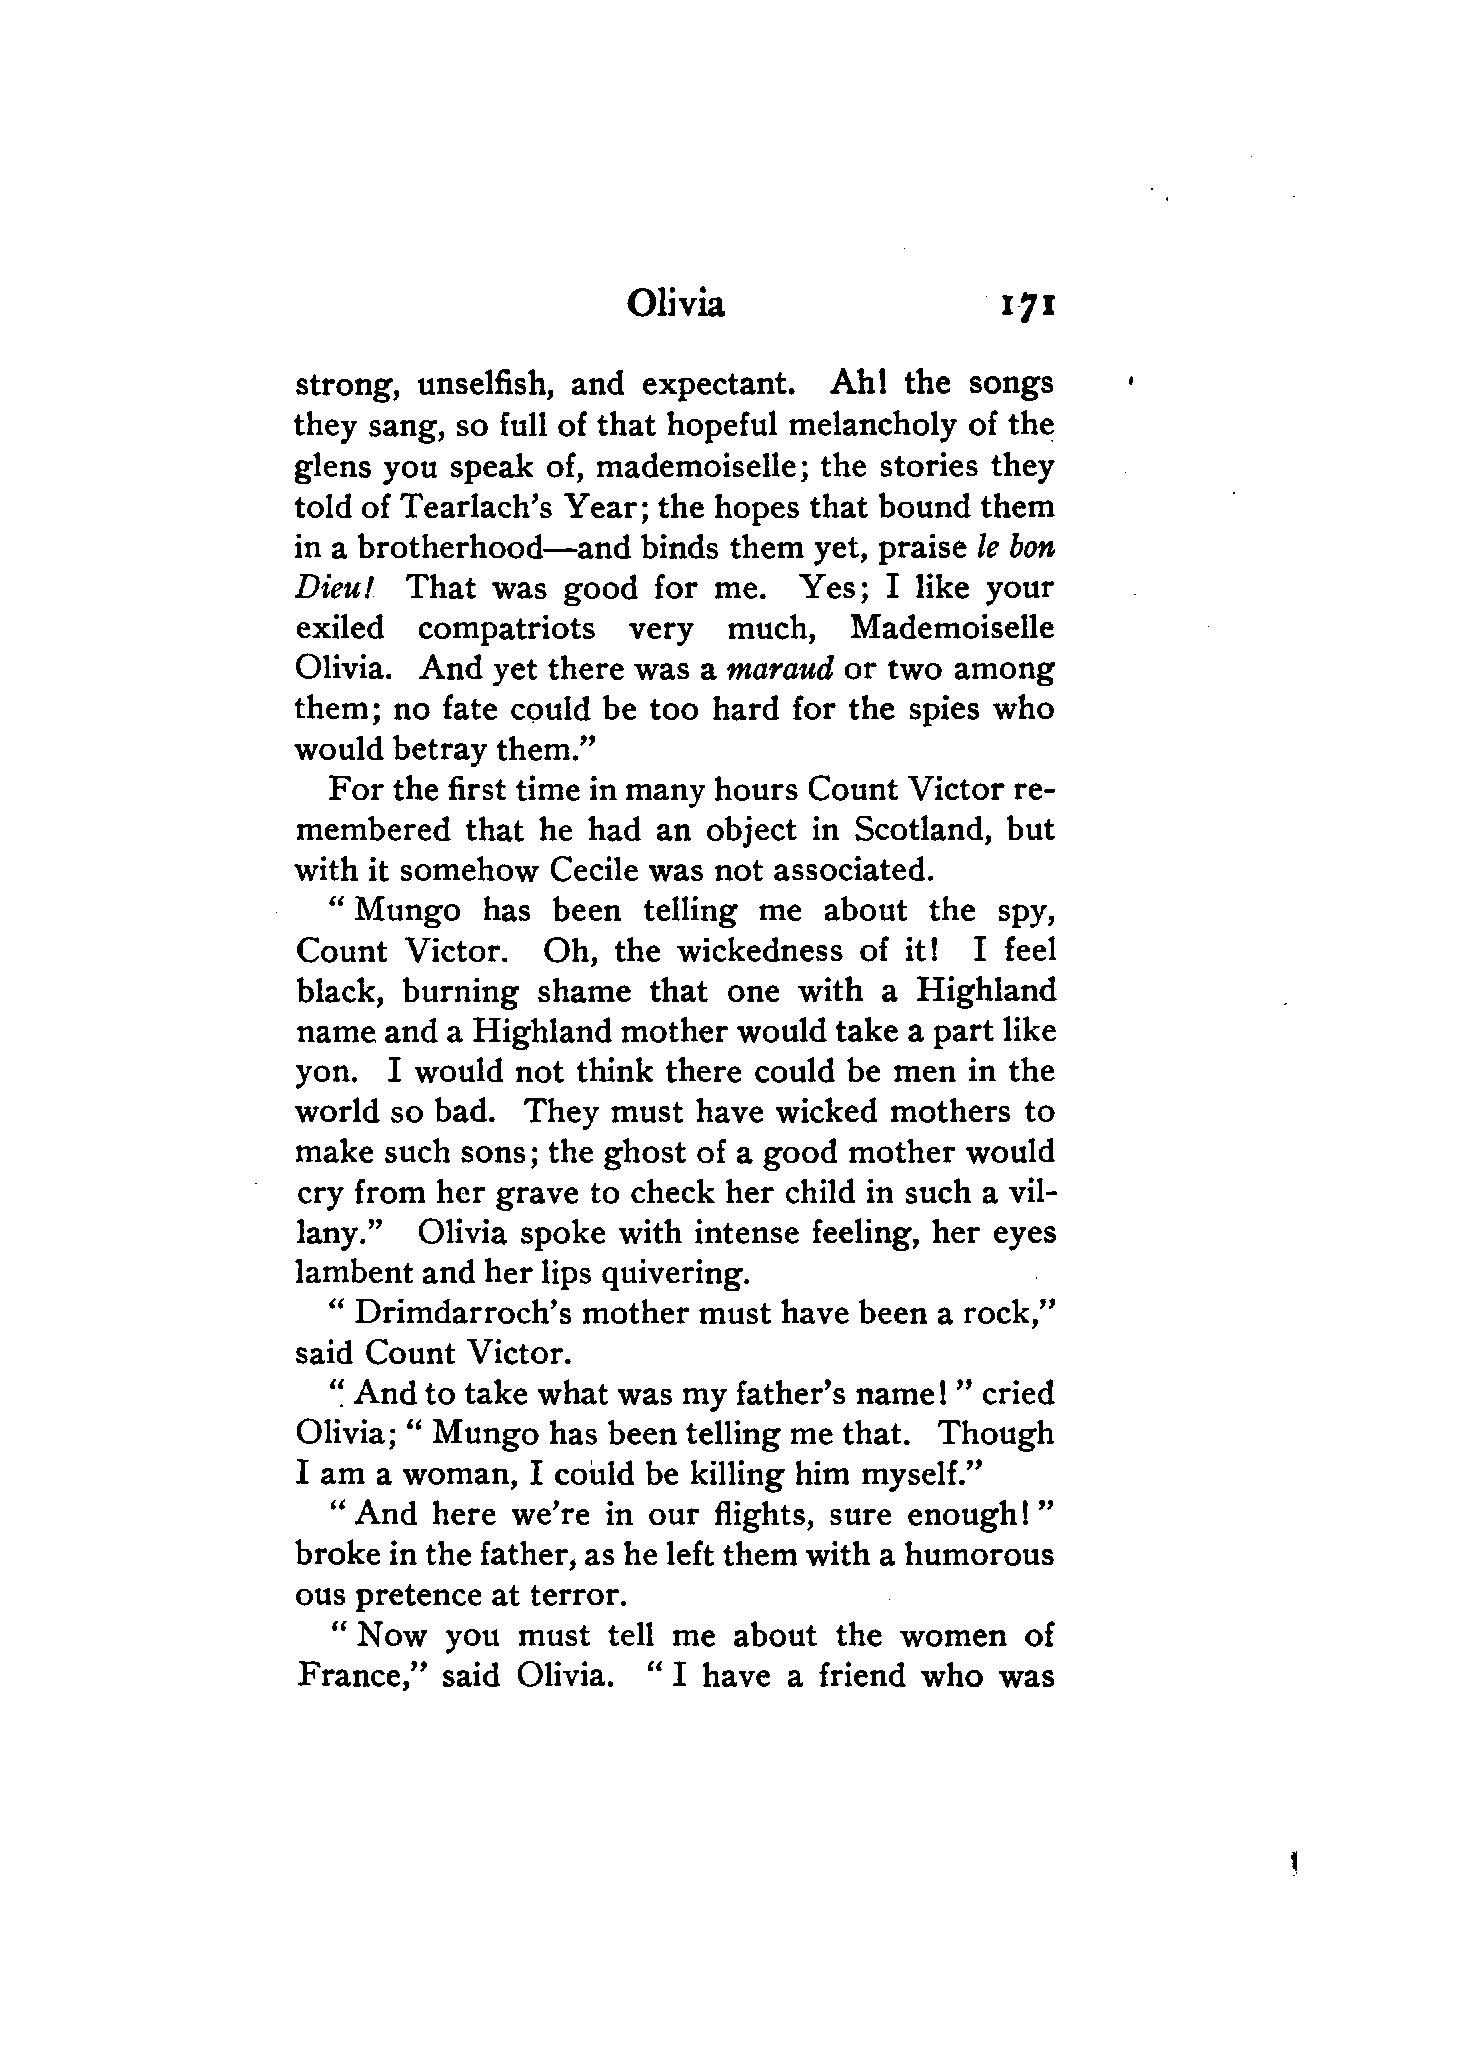 Olivia 171
strong, unselfish, and expectant. Ah! the songs
they sang, so full of that hopeful melancholy of the
glens you speak of, mademoiselle; the stories they
told of Tearlach's Year; the hopes that bound them
in a brotherhood—and binds them yet, praise le bon
Dieu! That was good for me. Yes; I like your
exiled compatriots very much, Mademoiselle
Olivia. And yet there was a maraud or two among
them; no fate could be too hard for the spies who
would betray them."
For the first time in many hours Count Victor re-
membered that he had an object in Scotland, but
with it somehow Cecile was not associated.
"Mungo has been telling me about the spy,
Count Victor. Oh, the wickedness of it! I feel
black, burning shame that one with a Highland
name and a Highland mother would take a part like
yon. I would not think there could be men in the
world so bad. They must have wicked mothers to
make such sons; the ghost of a good mother would
cry from her grave to check her child in such a vil-
lany." Olivia spoke with intense feeling, her eyes
lambent and her lips quivering.
"Drimdarroch's mother must have been a rock,"
said Count Victor.
"And to take what was my father's name!" cried
Olivia; "Mungo has been telling me that. Though
I am a woman, I could be killing him myself."
"And here we're in our flights, sure enough!"
broke in the father, as he left them with a humorous
ous pretence at terror.
"Now you must tell me about the women of
France," said Olivia. "I have a friend who was